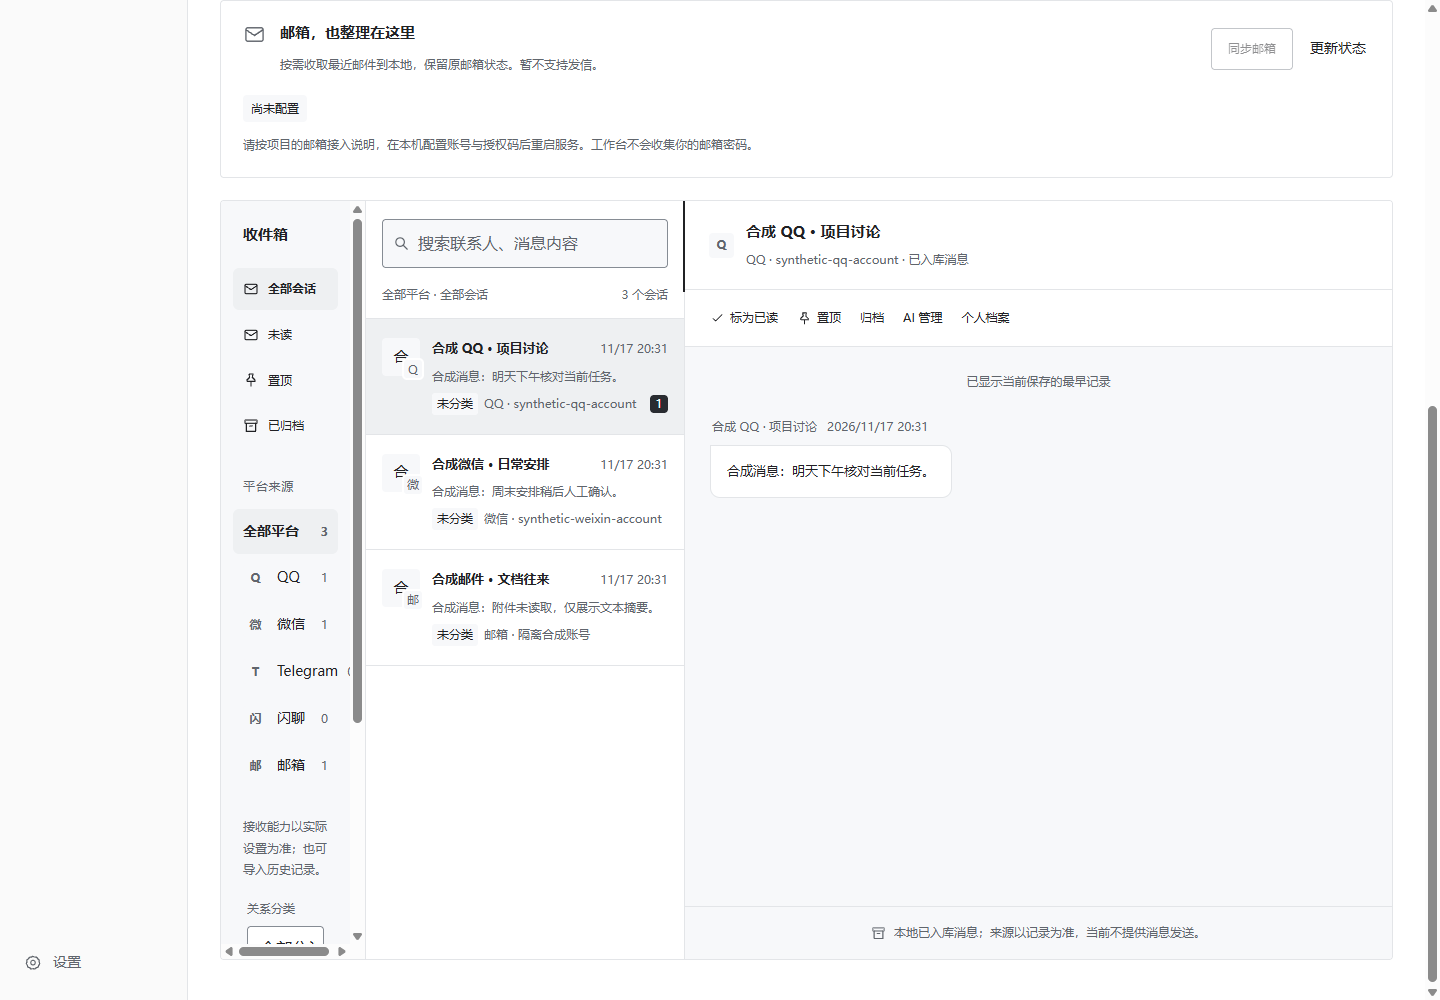 邮箱，也整理在这里
按需收取最近邮件到本地，保留原邮箱状态。暂不支持发信。
同步邮箱
更新状态
尚未配置
请按项目的邮箱接入说明，在本机配置账号与授权码后重启服务。工作台不会收集你的邮箱密码。
收件箱
全部会话
未读
置顶
已归档
平台来源
全部平台 3
Q QQ 1
微 微信 1
T Telegram
闪 闪聊 0
邮 邮箱 1
接收能力以实际
设置为准；也可
导入历史记录。
关系分类
搜索联系人、消息内容
全部平台 · 全部会话 3 个会话
合 Q
合成 QQ • 项目讨论 11/17 20:31
合成消息：明天下午核对当前任务。
未分类 QQ · synthetic-qq-account 1
合 微
合成微信 • 日常安排 11/17 20:31
合成消息：周末安排稍后人工确认。
未分类 微信 · synthetic-weixin-account
合 邮
合成邮件 • 文档往来 11/17 20:31
合成消息：附件未读取，仅展示文本摘要。
未分类 邮箱 · 隔离合成账号
Q
合成 QQ • 项目讨论
QQ · synthetic-qq-account · 已入库消息
标为已读 置顶 归档 AI 管理 个人档案
已显示当前保存的最早记录
合成 QQ · 项目讨论 2026/11/17 20:31
合成消息：明天下午核对当前任务。
本地已入库消息；来源以记录为准，当前不提供消息发送。
设置